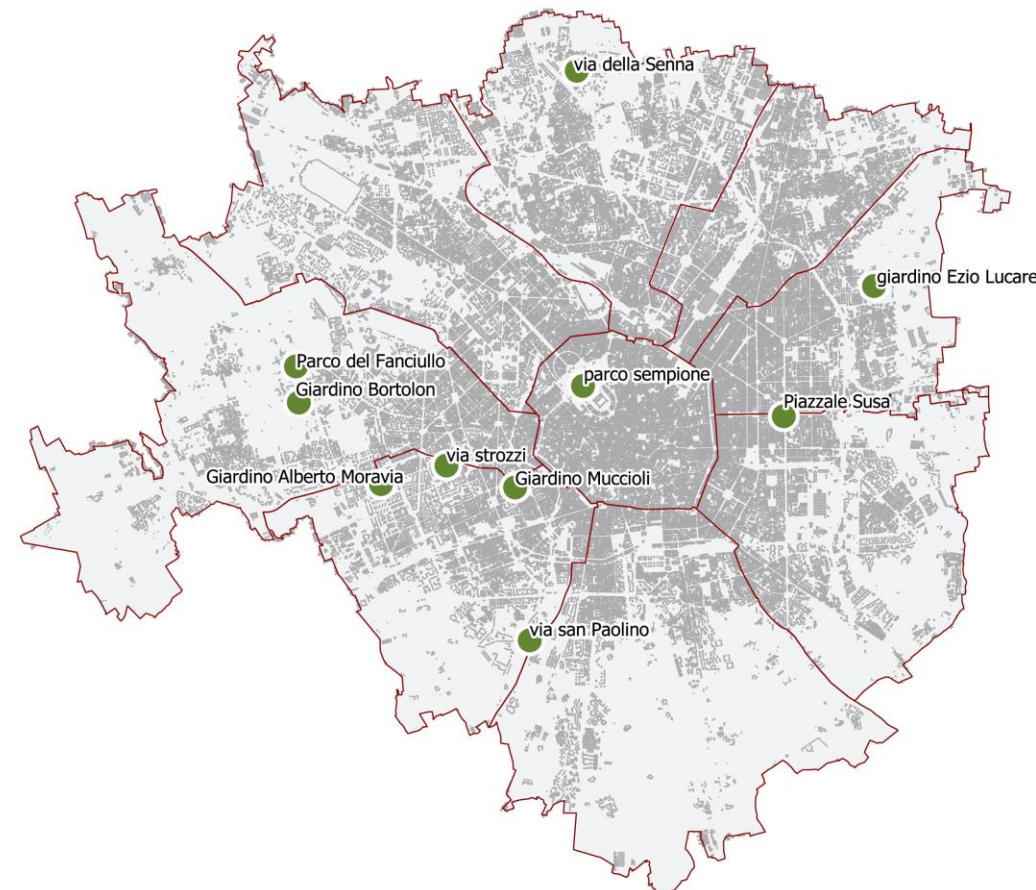 via della Senna
giardino Ezio Lucare
Parco del Fanciullo
parco sempione
Giardino Bortolon
Piazzale Susa
via strozzi
Giardino Alberto Moravia
Giardino Muccioli
via san Paolino